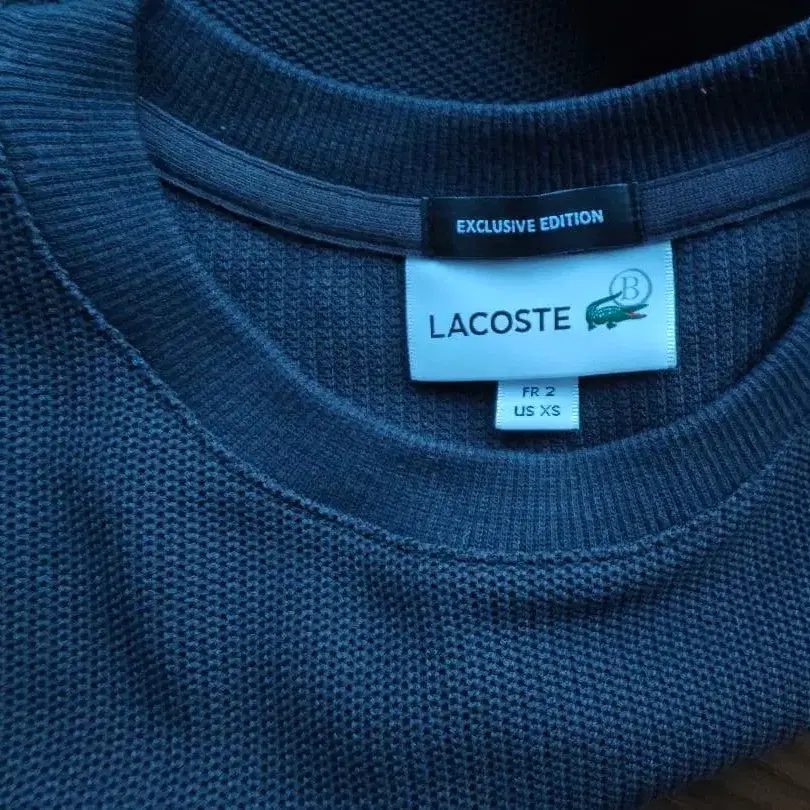 EXCLUSIVE EDITION
LACOSTE
B
FR 2
US XS